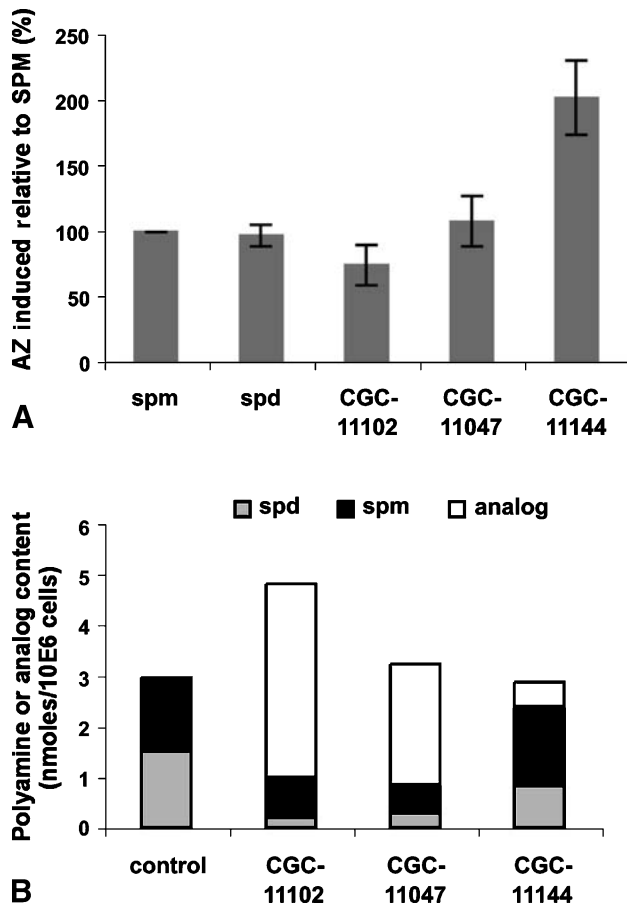 AZ induced relative to SPM (%)
250
200
150
100
50
0
spm
spd
CGC-
11102
CGC-
11047
CGC-
11144
A
spd
spm
analog
Polyamine or analog content
(nmoles/10E6 cells)
6
5
4
3
2
1
0
control
CGC-
11102
CGC-
11047
CGC-
11144
B